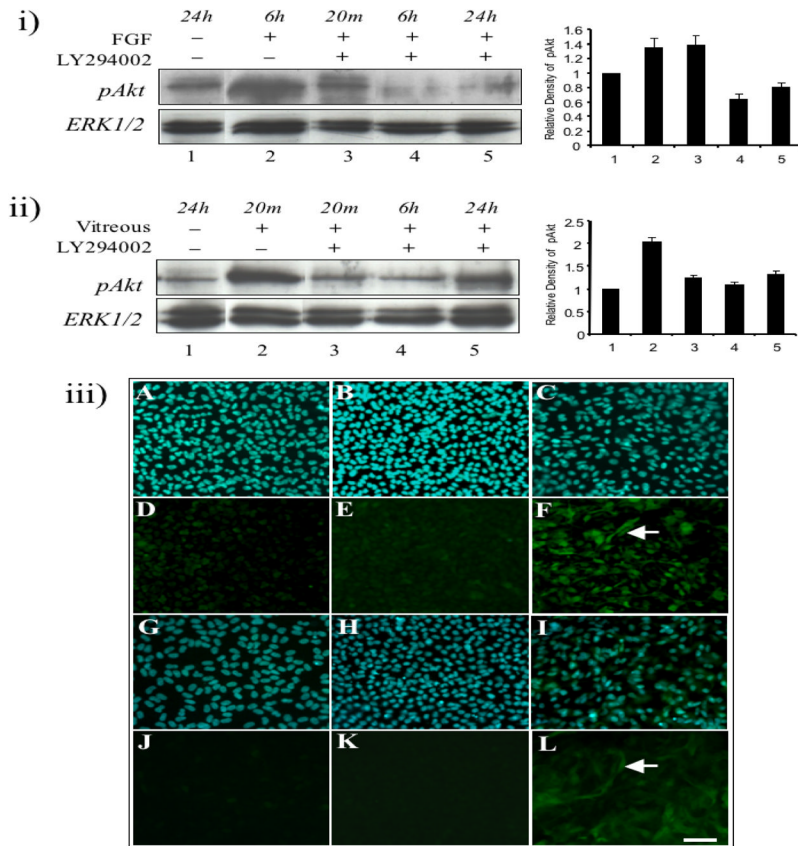 i)
24h 6h 20m 6h 24h
FGF – + + + +
LY294002 – – + + +
pAkt
ERK1/2
1 2 3 4 5
Relative Density of pAkt
1.6
1.4
1.2
1
0.8
0.6
0.4
0.2
0
1 2 3 4 5
ii)
24h 20m 20m 6h 24h
Vitreous – + + + +
LY294002 – – + + +
pAkt
ERK1/2
1 2 3 4 5
Relative Density of pAkt
2.5
2
1.5
1
0.5
0
1 2 3 4 5
iii)
A B C
D E F
G H I
J K L